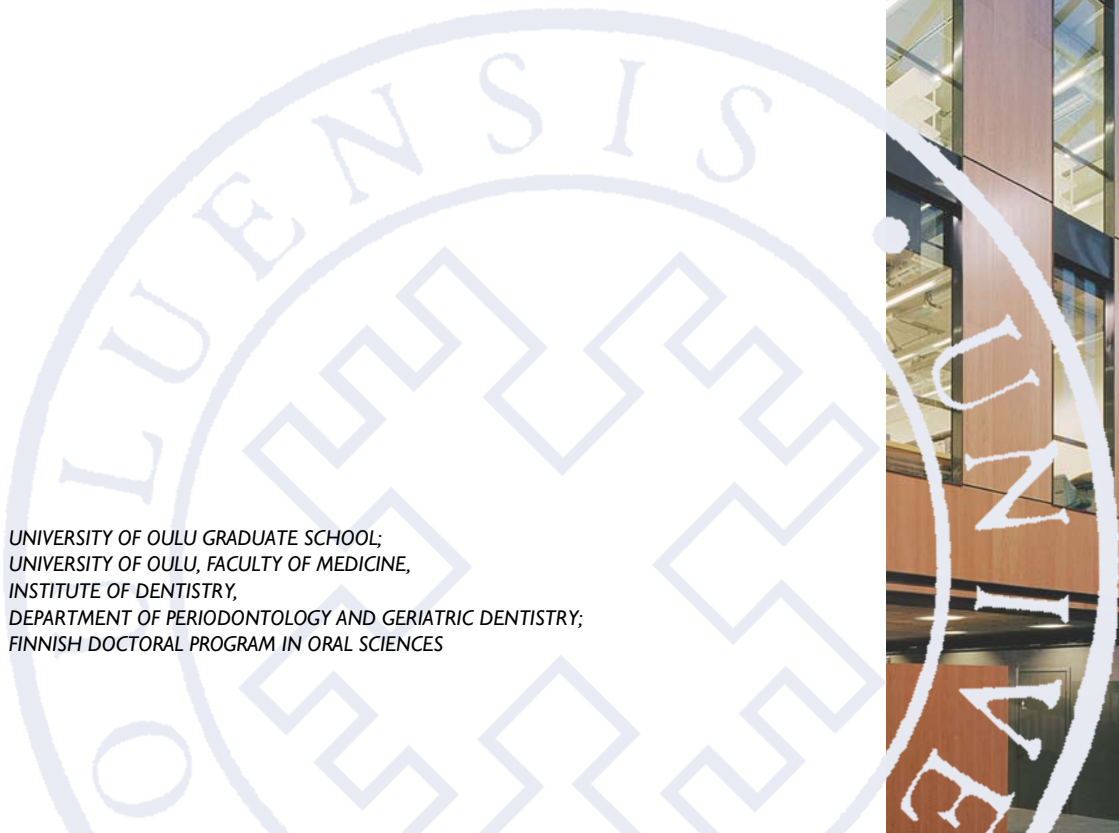 OULUENSIS • UNIVE
UNIVERSITY OF OULU GRADUATE SCHOOL;
UNIVERSITY OF OULU, FACULTY OF MEDICINE,
INSTITUTE OF DENTISTRY,
DEPARTMENT OF PERIODONTOLOGY AND GERIATRIC DENTISTRY;
FINNISH DOCTORAL PROGRAM IN ORAL SCIENCES